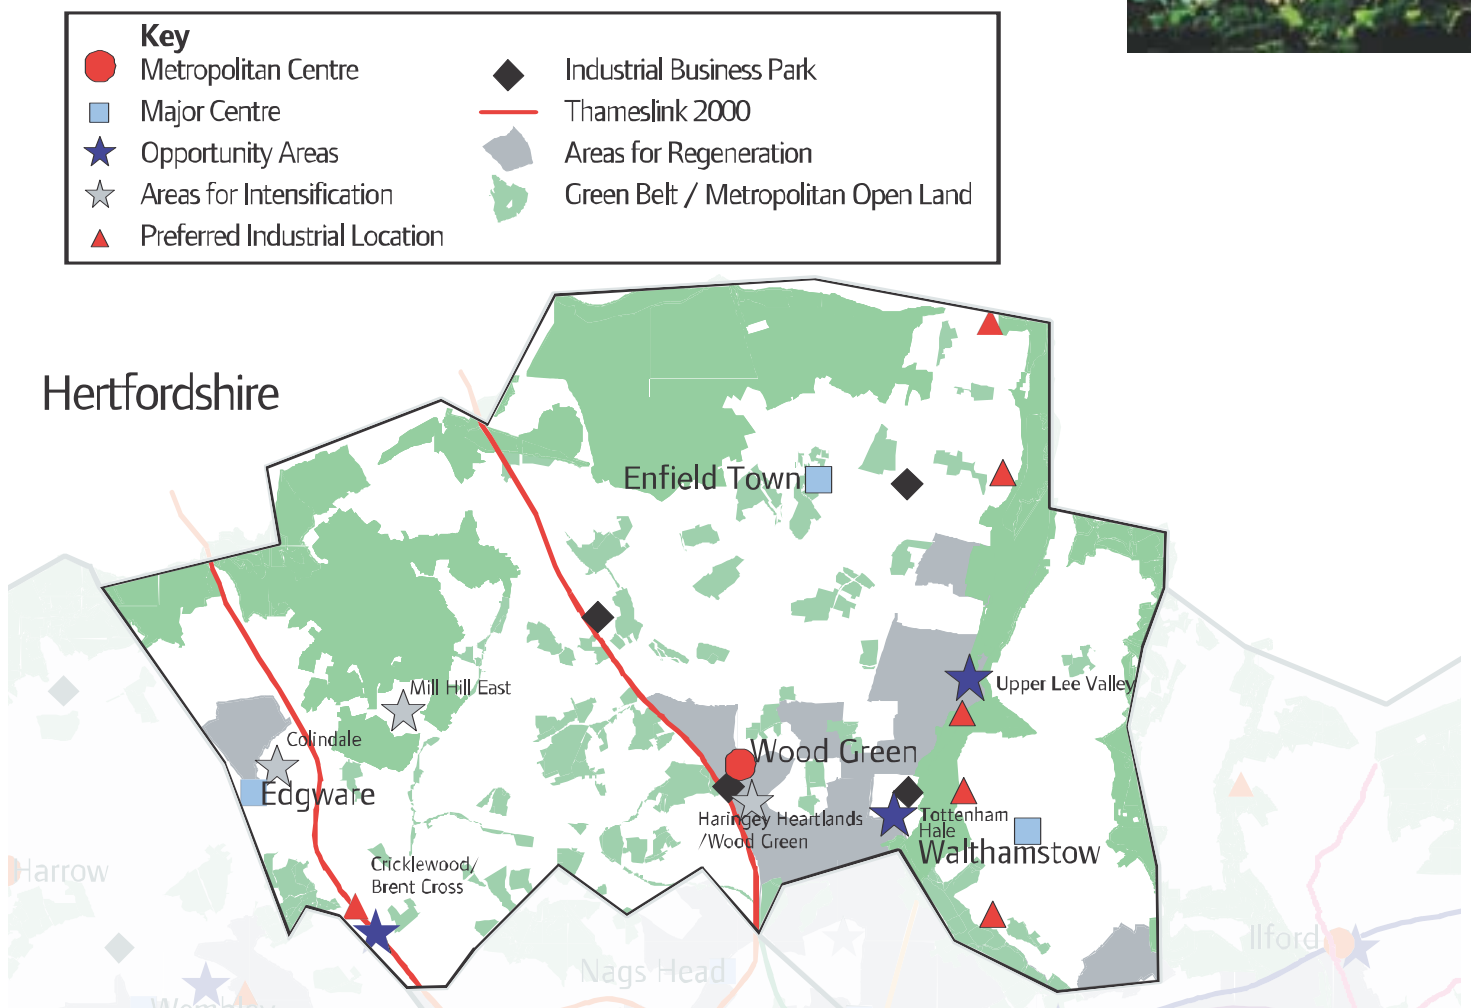 Key
Metropolitan Centre
Major Centre
Opportunity Areas
Areas for Intensification
Preferred Industrial Location
Industrial Business Park
Thameslink 2000
Areas for Regeneration
Green Belt / Metropolitan Open Land
Hertfordshire
Enfield Town
Mill Hill East
Upper Lee Valley
Colindale
Wood Green
Edgware
Haringey Heartlands
/Wood Green
Tottenham
Hale
Walthamstow
Cricklewood/
Brent Cross
Harrow
Ilford
Nags Head
Wembley